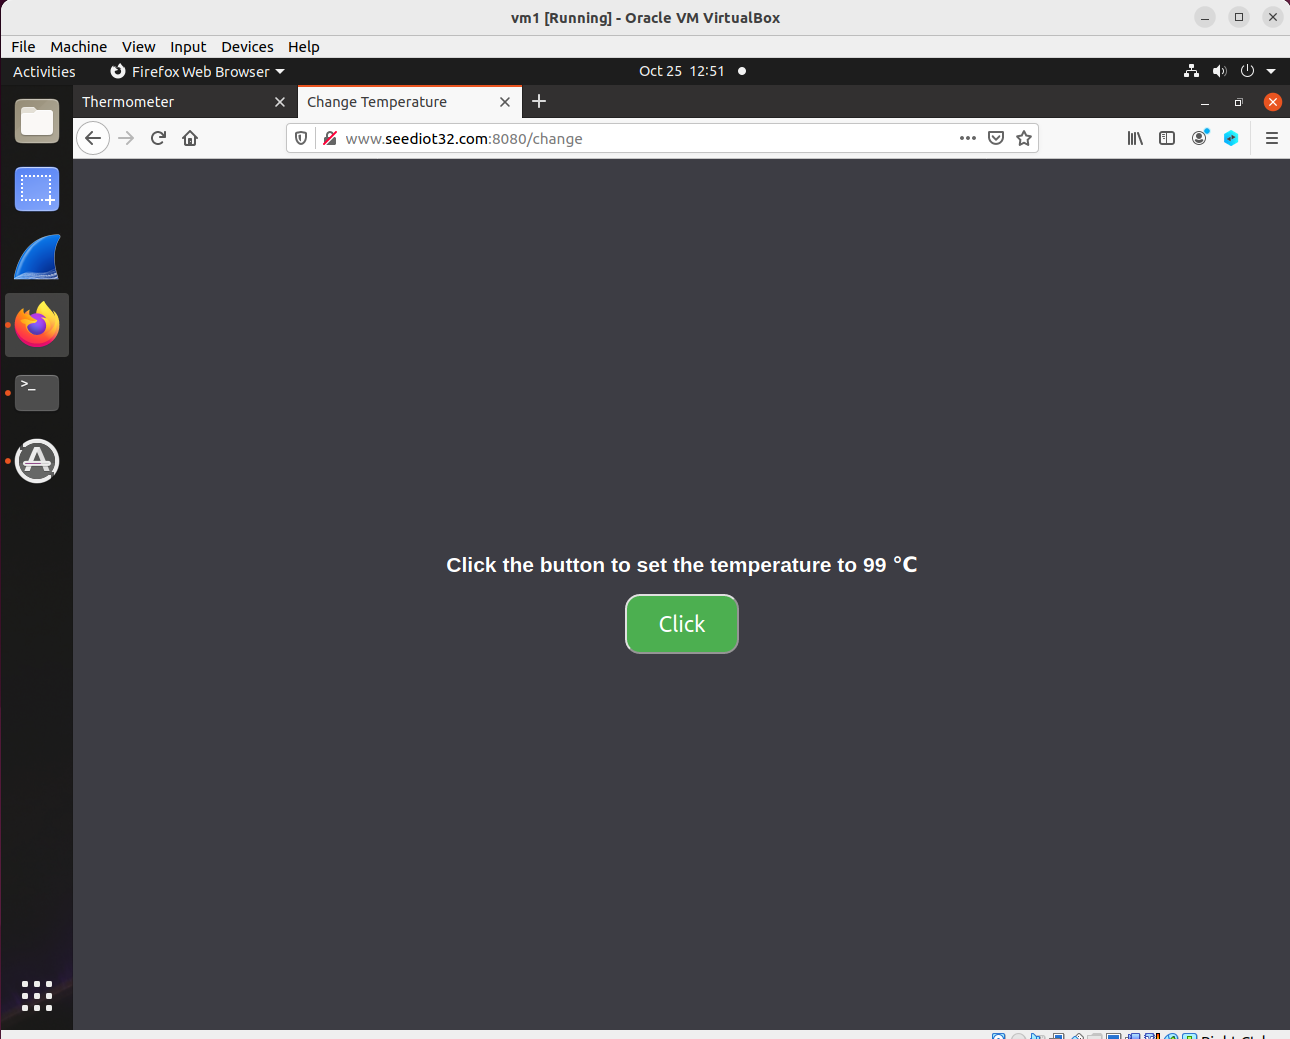 vm1 [Running] - Oracle VM VirtualBox
File Machine View Input Devices Help
Activities Firefox Web Browser Oct 25 12:51
Thermometer Change Temperature
www.seediot32.com:8080/change
>_
Click the button to set the temperature to 99 °C
Click